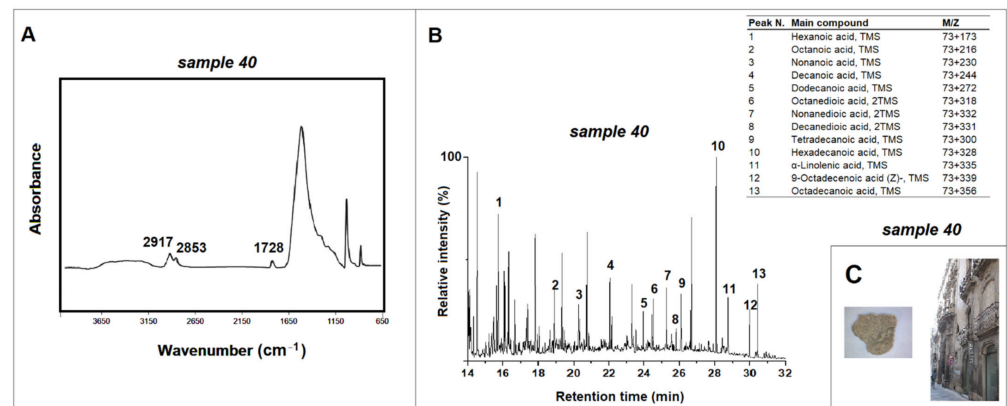 A
sample 40
Absorbance
2917
2853
1728
3650 3150 2650 2150 1650 1150 650
Wavenumber (cm⁻¹)
B
sample 40
100
Relative intensity (%)
1
2
3
4
5
6
7
8
9
10
11
12
13
14 16 18 20 22 24 26 28 30 32
Retention time (min)
Peak N. Main compound M/Z
1 Hexanoic acid, TMS 73+173
2 Octanoic acid, TMS 73+216
3 Nonanoic acid, TMS 73+230
4 Decanoic acid, TMS 73+244
5 Dodecanoic acid, TMS 73+272
6 Octanedioic acid, 2TMS 73+318
7 Nonanedioic acid, 2TMS 73+332
8 Decanedioic acid, 2TMS 73+331
9 Tetradecanoic acid, TMS 73+300
10 Hexadecanoic acid, TMS 73+328
11 α-Linolenic acid, TMS 73+335
12 9-Octadecenoic acid (Z)-, TMS 73+339
13 Octadecanoic acid, TMS 73+356
sample 40
C